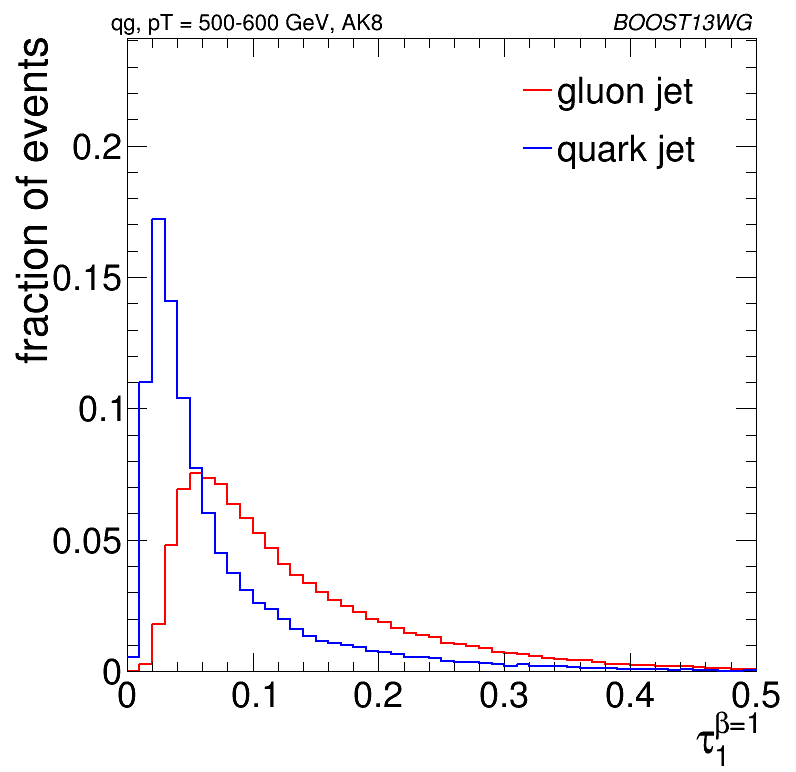 qg, pT = 500-600 GeV, AK8
BOOST13WG
gluon jet
quark jet
fraction of events
0.2
0.15
0.1
0.05
0
0
0.1
0.2
0.3
0.4
0.5
τ₁^β=1